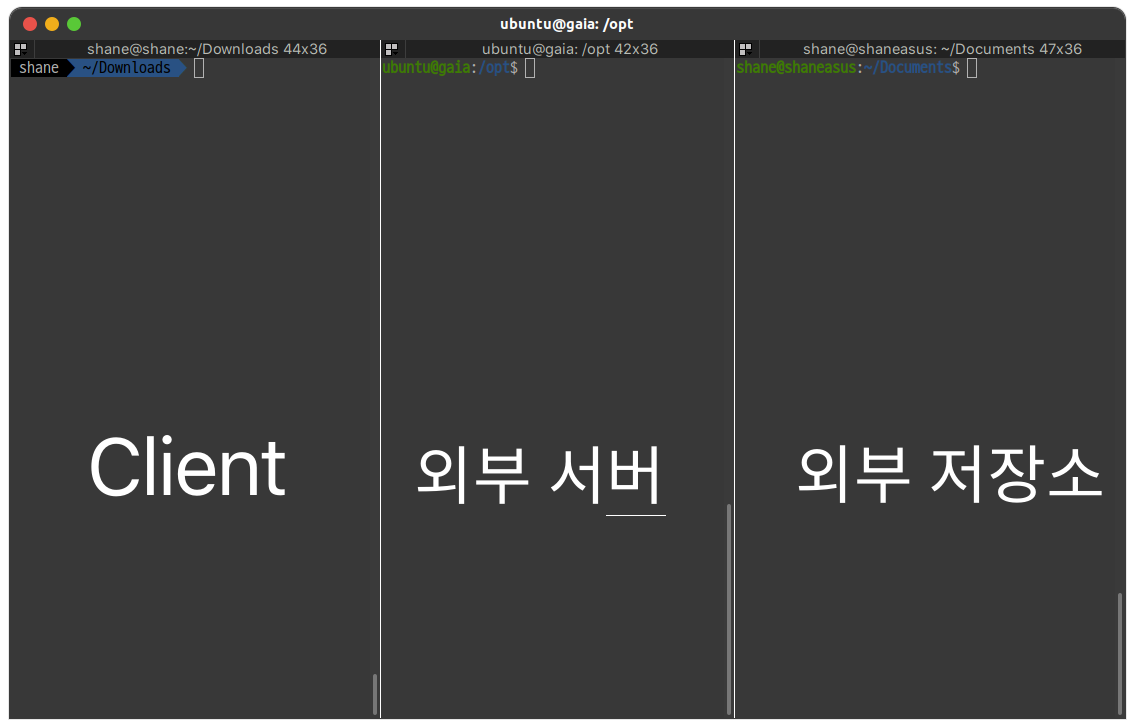 ubuntu@gaia: /opt
shane@shane:~/Downloads 44x36
ubuntu@gaia: /opt 42x36
shane@shaneasus: ~/Documents 47x36
shane ~/Downloads
ubuntu@gaia:/opt$
shane@shaneasus:~/Documents$
Client
외부 서버
외부 저장소